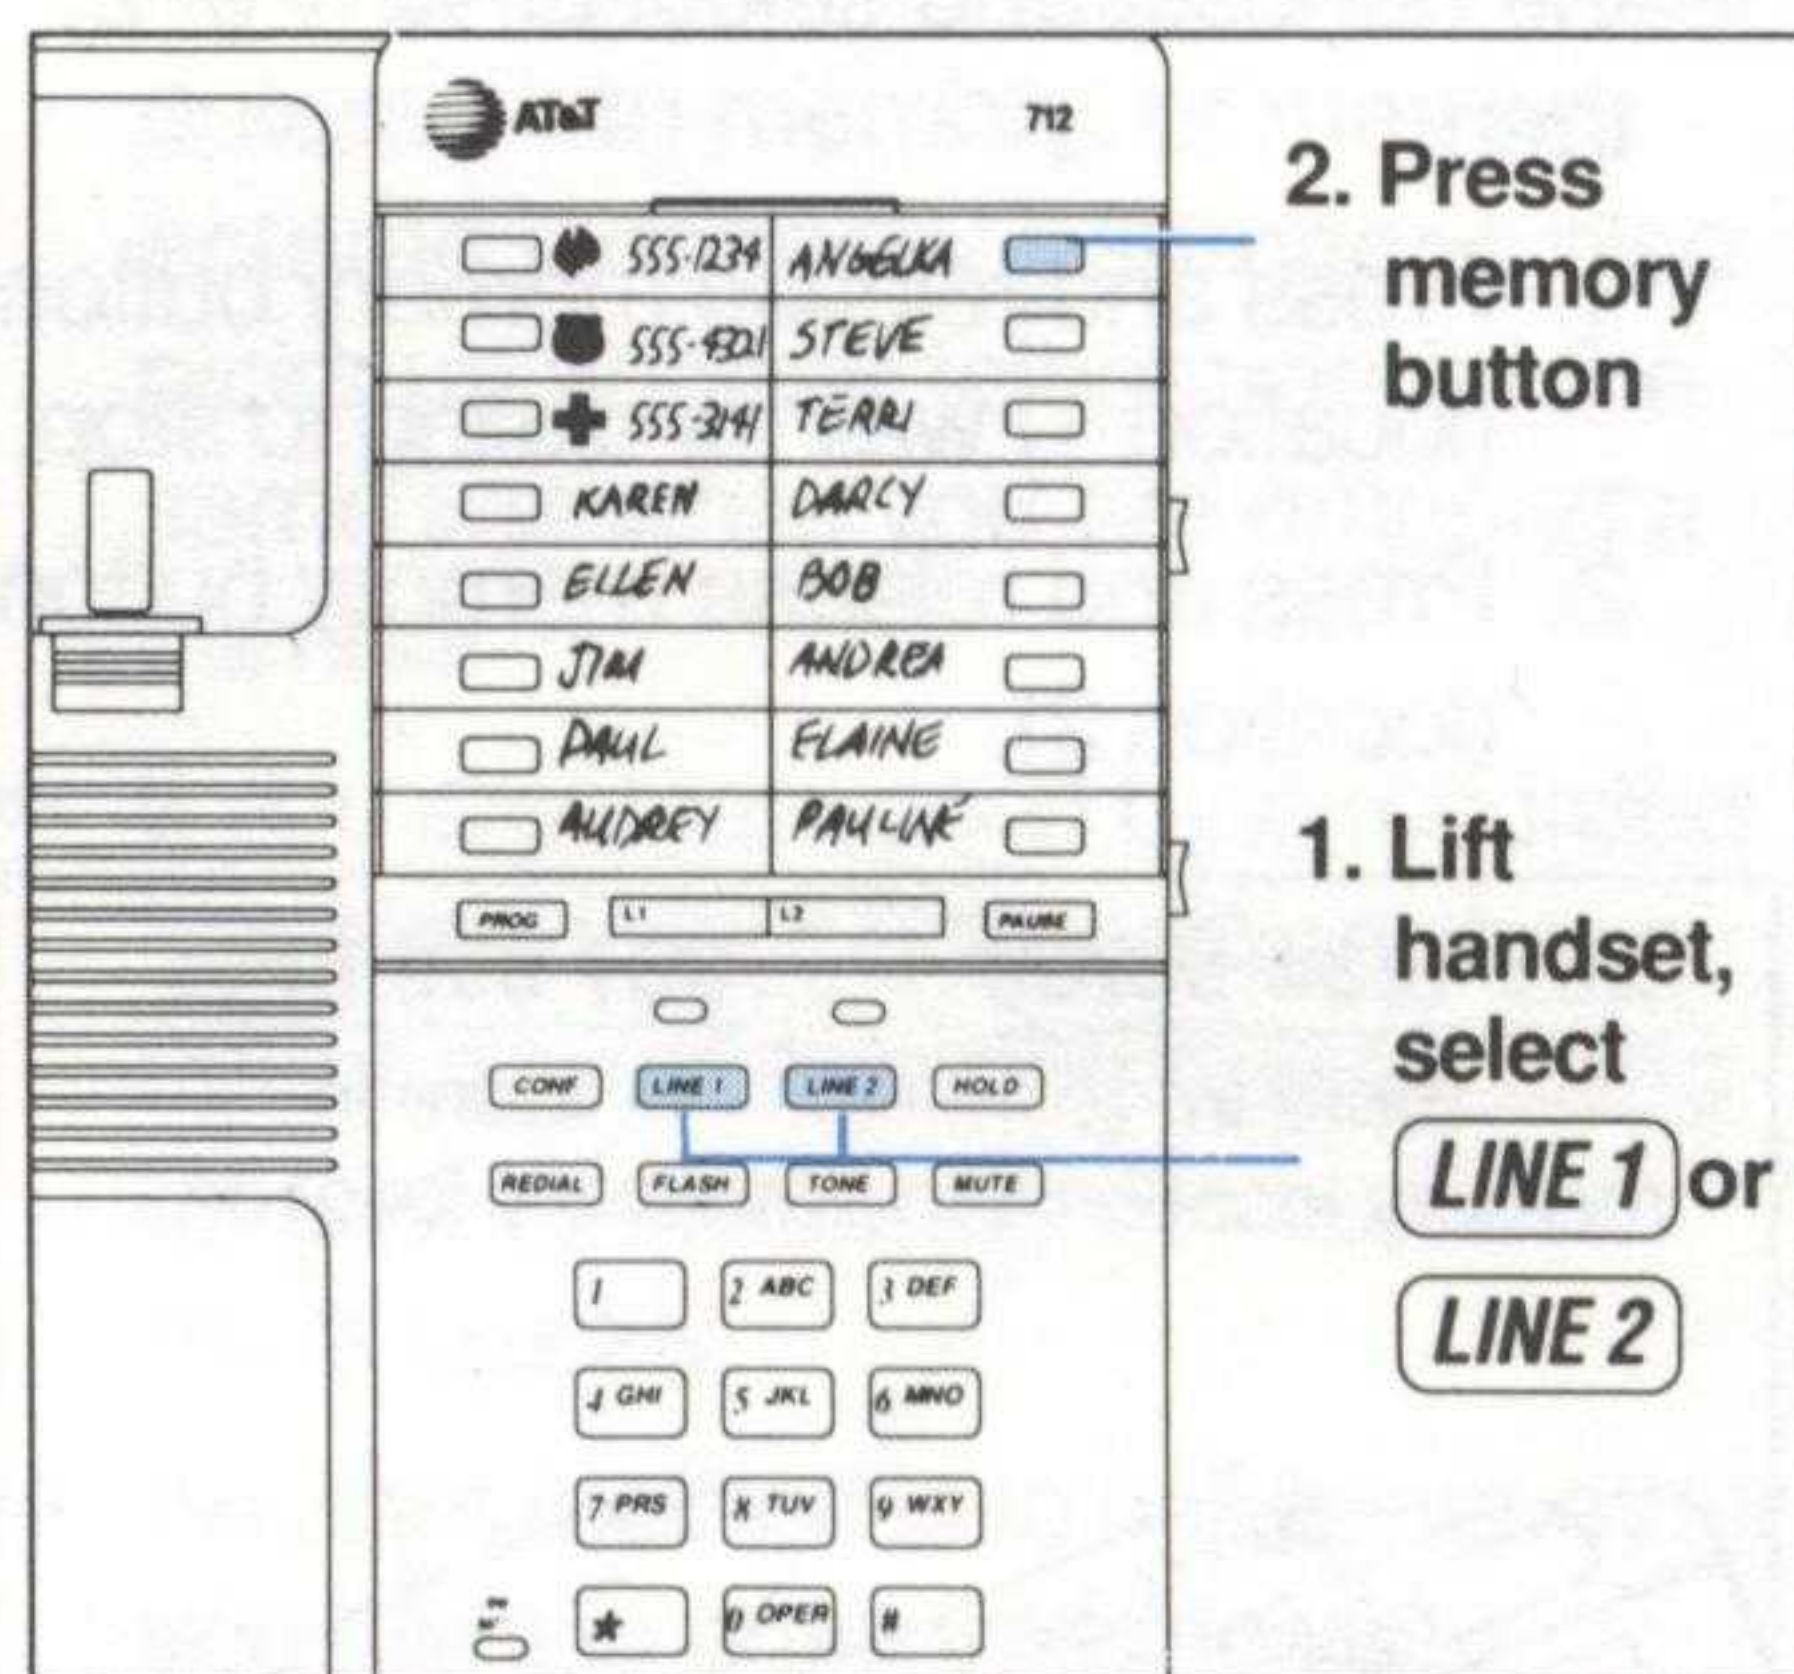 AT&T 712
555-1234 ANGELIKA
555-4321 STEVE
555-3141 TERRI
KAREN DARCY
ELLEN BOB
JIM ANDREA
PAUL ELAINE
AUDREY PAULINE
PROG L1 L2 PAUSE
CONF LINE 1 LINE 2 HOLD
REDIAL FLASH TONE MUTE
1 2 ABC 3 DEF
4 GHI 5 JKL 6 MNO
7 PRS 8 TUV 9 WXY
* 0 OPER #
2. Press
memory
button
1. Lift
handset,
select
LINE 1 or
LINE 2